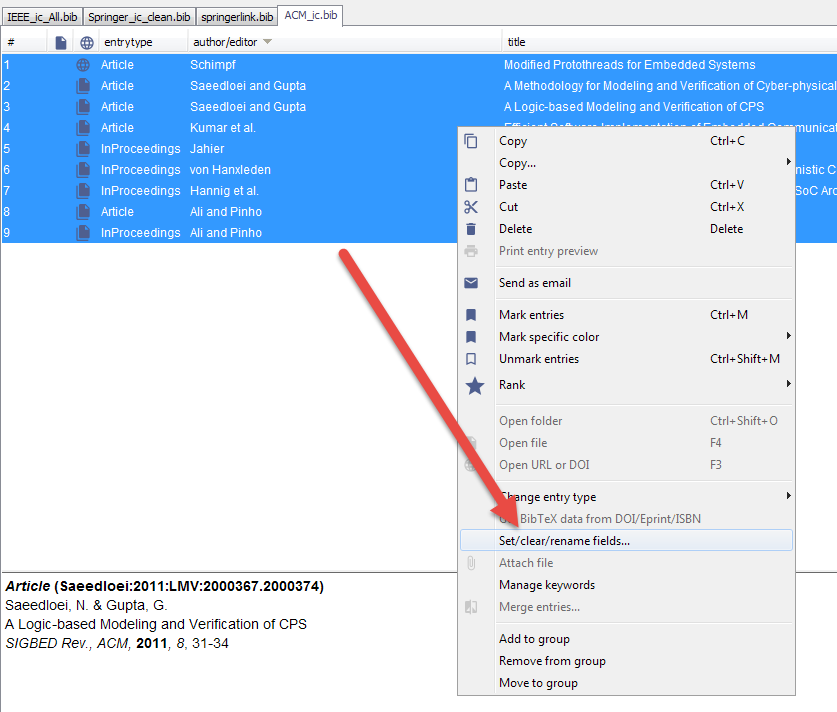 IEEE_ic_All.bib Springer_ic_clean.bib springerlink.bib ACM_ic.bib
# entrytype author/editor title
1 Article Schimpf Modified Protothreads for Embedded Systems
2 Article Saeedloei and Gupta A Methodology for Modeling and Verification of Cyber-physical
3 Article Saeedloei and Gupta A Logic-based Modeling and Verification of CPS
4 Article Kumar et al. Efficient Software Implementation of Embedded Communicat
5 InProceedings Jahier
6 InProceedings von Hanxleden nistic C
7 InProceedings Hannig et al. SoC Arc
8 Article Ali and Pinho
9 InProceedings Ali and Pinho
Copy Ctrl+C
Copy...
Paste Ctrl+V
Cut Ctrl+X
Delete Delete
Print entry preview
Send as email
Mark entries Ctrl+M
Mark specific color
Unmark entries Ctrl+Shift+M
Rank
Open folder Ctrl+Shift+O
Open file F4
Open URL or DOI F3
Change entry type
BibTeX data from DOI/Eprint/ISBN
Set/clear/rename fields...
Attach file
Manage keywords
Merge entries...
Add to group
Remove from group
Move to group
Article (Saeedloei:2011:LMV:2000367.2000374)
Saeedloei, N. & Gupta, G.
A Logic-based Modeling and Verification of CPS
SIGBED Rev., ACM, 2011, 8, 31-34